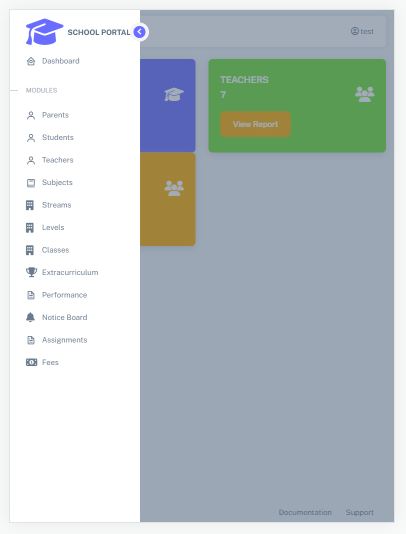 SCHOOL PORTAL
test
Dashboard
MODULES
Parents
Students
Teachers
Subjects
Streams
Levels
Classes
Extracurriculum
Performance
Notice Board
Assignments
Fees
TEACHERS
7
View Report
Documentation Support